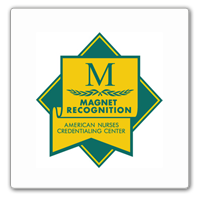 M
MAGNET
RECOGNITION
AMERICAN NURSES
CREDENTIALING CENTER